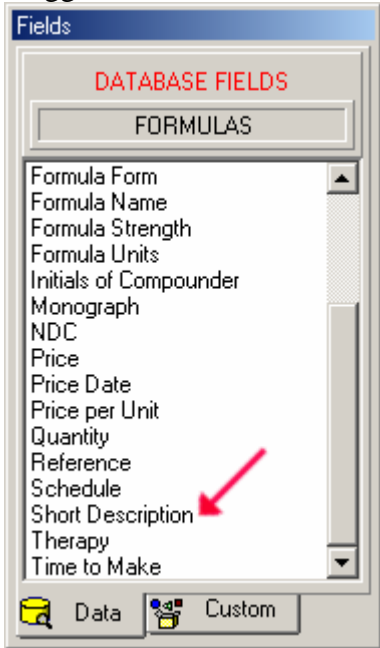 Fields
DATABASE FIELDS
FORMULAS
Formula Form
Formula Name
Formula Strength
Formula Units
Initials of Compounder
Monograph
NDC
Price
Price Date
Price per Unit
Quantity
Reference
Schedule
Short Description
Therapy
Time to Make
Data Custom